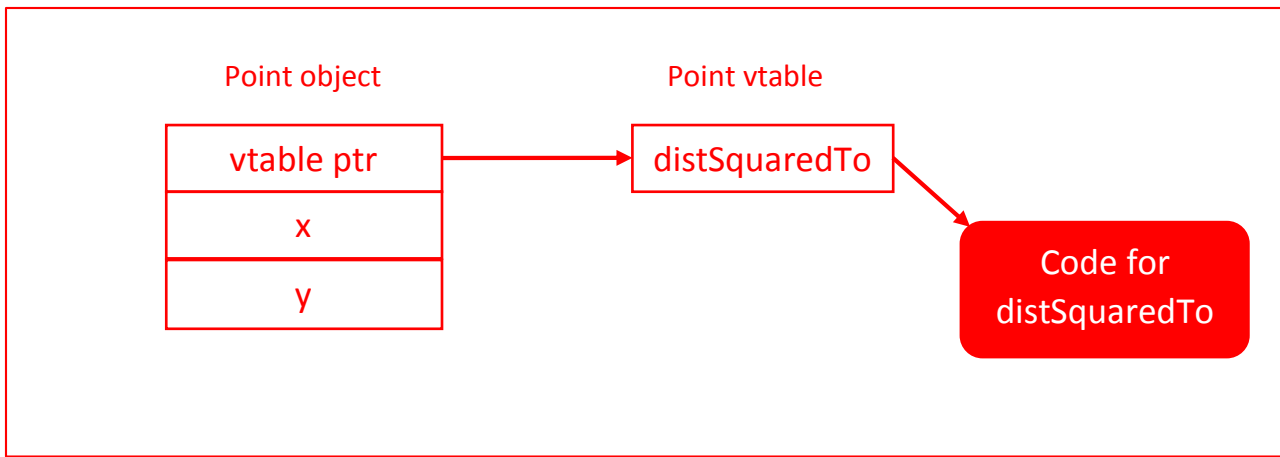 Point object
Point vtable
vtable ptr
distSquaredTo
x
y
Code for
distSquaredTo